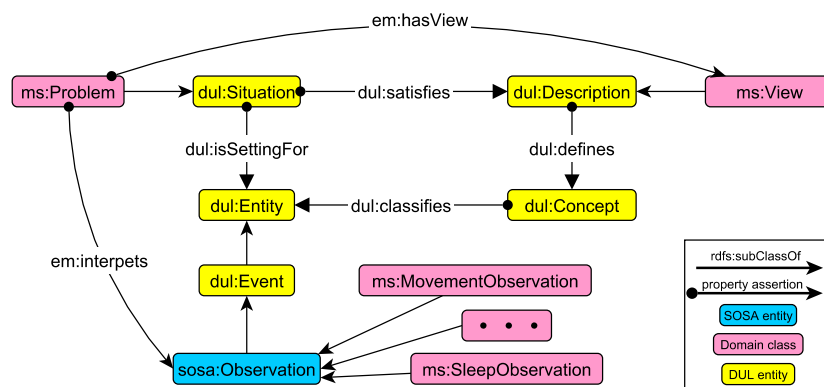 em:hasView
ms:Problem
dul:Situation
dul:satisfies
dul:Description
ms:View
dul:isSettingFor
dul:defines
dul:Entity
dul:classifies
dul:Concept
em:interpets
dul:Event
ms:MovementObservation
• • •
sosa:Observation
ms:SleepObservation
rdfs:subClassOf
property assertion
SOSA entity
Domain class
DUL entity